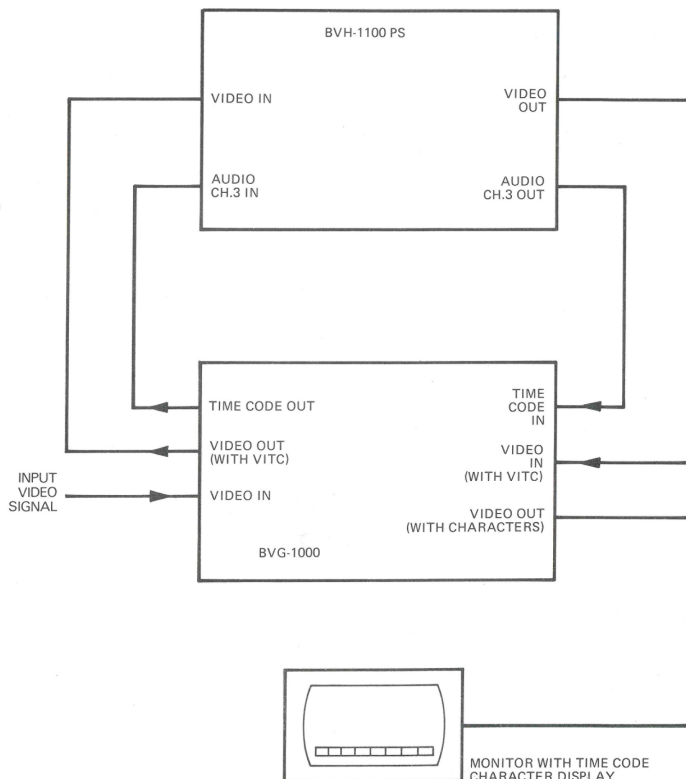 BVH-1100 PS
VIDEO IN
VIDEO
OUT
AUDIO
CH.3 IN
AUDIO
CH.3 OUT
TIME CODE OUT
TIME
CODE
IN
VIDEO OUT
(WITH VITC)
VIDEO
IN
(WITH VITC)
INPUT
VIDEO
SIGNAL
VIDEO IN
VIDEO OUT
(WITH CHARACTERS)
BVG-1000
MONITOR WITH TIME CODE
CHARACTER DISPLAY